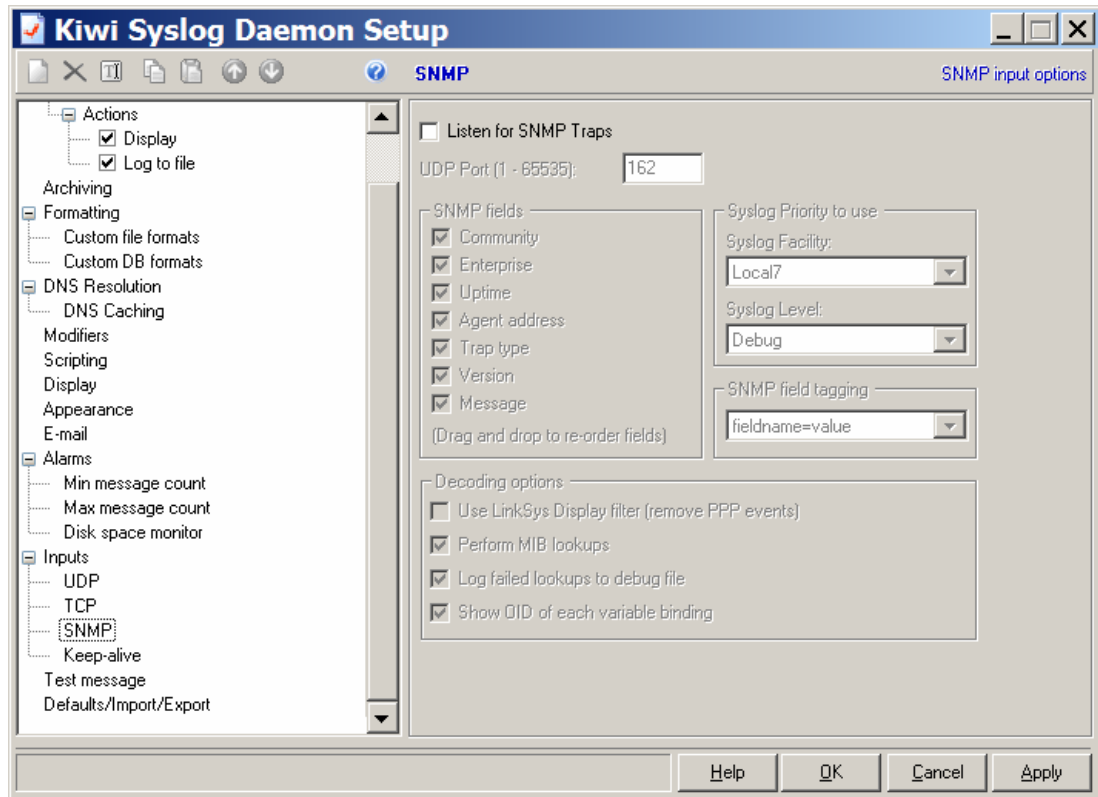 Kiwi Syslog Daemon Setup
SNMP
SNMP input options
Actions
Display
Log to file
Archiving
Formatting
Custom file formats
Custom DB formats
DNS Resolution
DNS Caching
Modifiers
Scripting
Display
Appearance
E-mail
Alarms
Min message count
Max message count
Disk space monitor
Inputs
UDP
TCP
SNMP
Keep-alive
Test message
Defaults/Import/Export
Listen for SNMP Traps
UDP Port (1 - 65535): 162
SNMP fields
Community
Enterprise
Uptime
Agent address
Trap type
Version
Message
(Drag and drop to re-order fields)
Syslog Priority to use
Syslog Facility:
Local7
Syslog Level:
Debug
SNMP field tagging
fieldname=value
Decoding options
Use LinkSys Display filter (remove PPP events)
Perform MIB lookups
Log failed lookups to debug file
Show OID of each variable binding
Help OK Cancel Apply